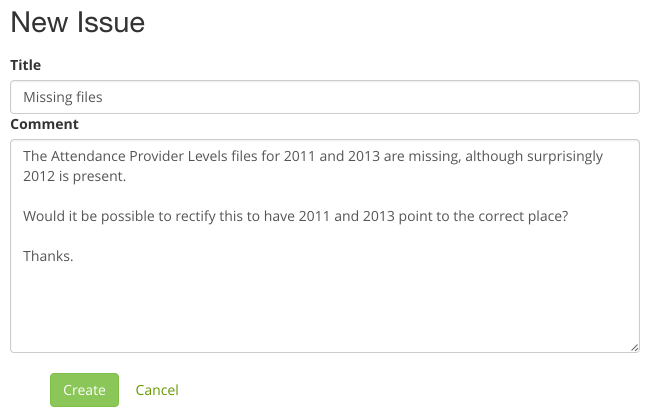 New Issue
Title
Missing files
Comment
The Attendance Provider Levels files for 2011 and 2013 are missing, although surprisingly
2012 is present.
Would it be possible to rectify this to have 2011 and 2013 point to the correct place?
Thanks.
Create
Cancel